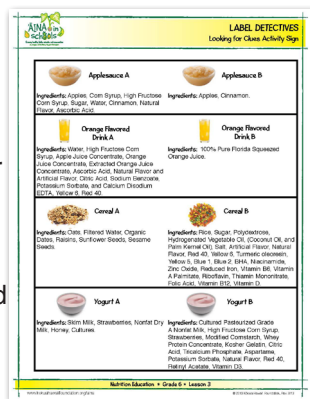 'AINA
in
schools
LABEL DETECTIVES
Looking for Clues Activity Sign
Applesauce A
Ingredients: Apples, Corn Syrup, High Fructose
Corn Syrup, Sugar, Water, Cinnamon, Natural
Flavor, Ascorbic Acid.
Applesauce B
Ingredients: Apples, Cinnamon.
Orange Flavored
Drink A
Ingredients: Water, High Fructose Corn
Syrup, Apple Juice Concentrate, Orange
Juice Concentrate, Extracted Orange Juice
Concentrate, Ascorbic Acid, Natural Flavor and
Artificial Flavor, Citric Acid, Sodium Benzoate,
Potassium Sorbate, and Calcium Disodium
EDTA, Yellow 6, Red 40.
Orange Flavored
Drink B
Ingredients: 100% Pure Florida Squeezed
Orange Juice.
Cereal A
Ingredients: Oats, Filtered Water, Organic
Dates, Raisins, Sunflower Seeds, Sesame
Seeds.
Cereal B
Ingredients: Rice, Sugar, Polydextrose,
Hydrogenated Vegetable Oil, (Coconut Oil, and
Palm Kernel Oil), Salt, Artificial Flavor, Natural
Flavor, Red 40, Yellow 6, Turmeric oleoresin,
Yellow 5, Blue 1, Blue 2, BHA, Niacinamide,
Zinc Oxide, Reduced Iron, Vitamin B6, Vitamin
A Palmitate, Riboflavin, Thiamin Mononitrate,
Folic Acid, Vitamin B12, Vitamin D.
Yogurt A
Ingredients: Skim Milk, Strawberries, Nonfat Dry
Milk, Honey, Cultures.
Yogurt B
Ingredients: Cultured Pasteurized Grade
A Nonfat Milk, High Fructose Corn Syrup,
Strawberries, Modified Cornstarch, Whey
Protein Concentrate, Kosher Gelatin, Citric
Acid, Tricalcium Phosphate, Aspartame,
Potassium Sorbate, Natural Flavor, Red 40,
Retinyl Acetate, Vitamin D3.
Nutrition Education • Grade 6 • Lesson 3